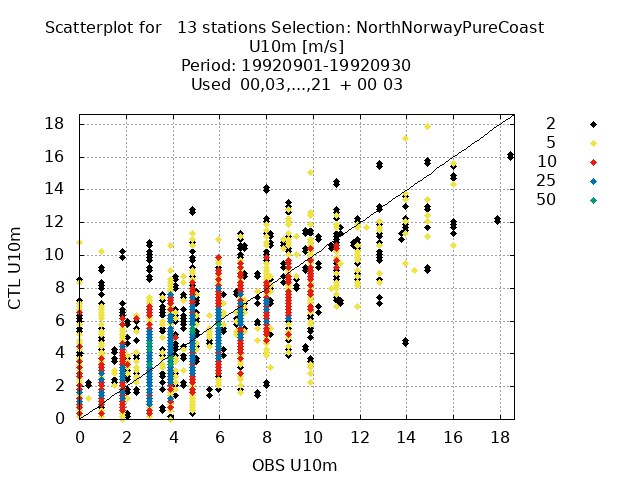 Scatterplot for 13 stations Selection: NorthNorwayPureCoast
U10m [m/s]
Period: 19920901-19920930
Used 00,03,...,21 + 00 03
18
16
14
12
10
8
6
4
2
0
CTL U10m
0 2 4 6 8 10 12 14 16 18
OBS U10m
2
5
10
25
50